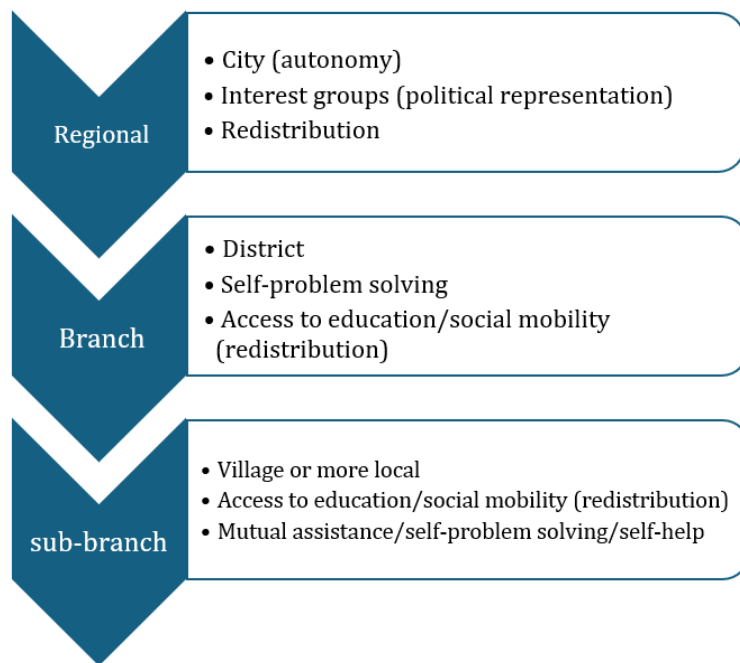 Regional
• City (autonomy)
• Interest groups (political representation)
• Redistribution
Branch
• District
• Self-problem solving
• Access to education/social mobility
(redistribution)
sub-branch
• Village or more local
• Access to education/social mobility (redistribution)
• Mutual assistance/self-problem solving/self-help